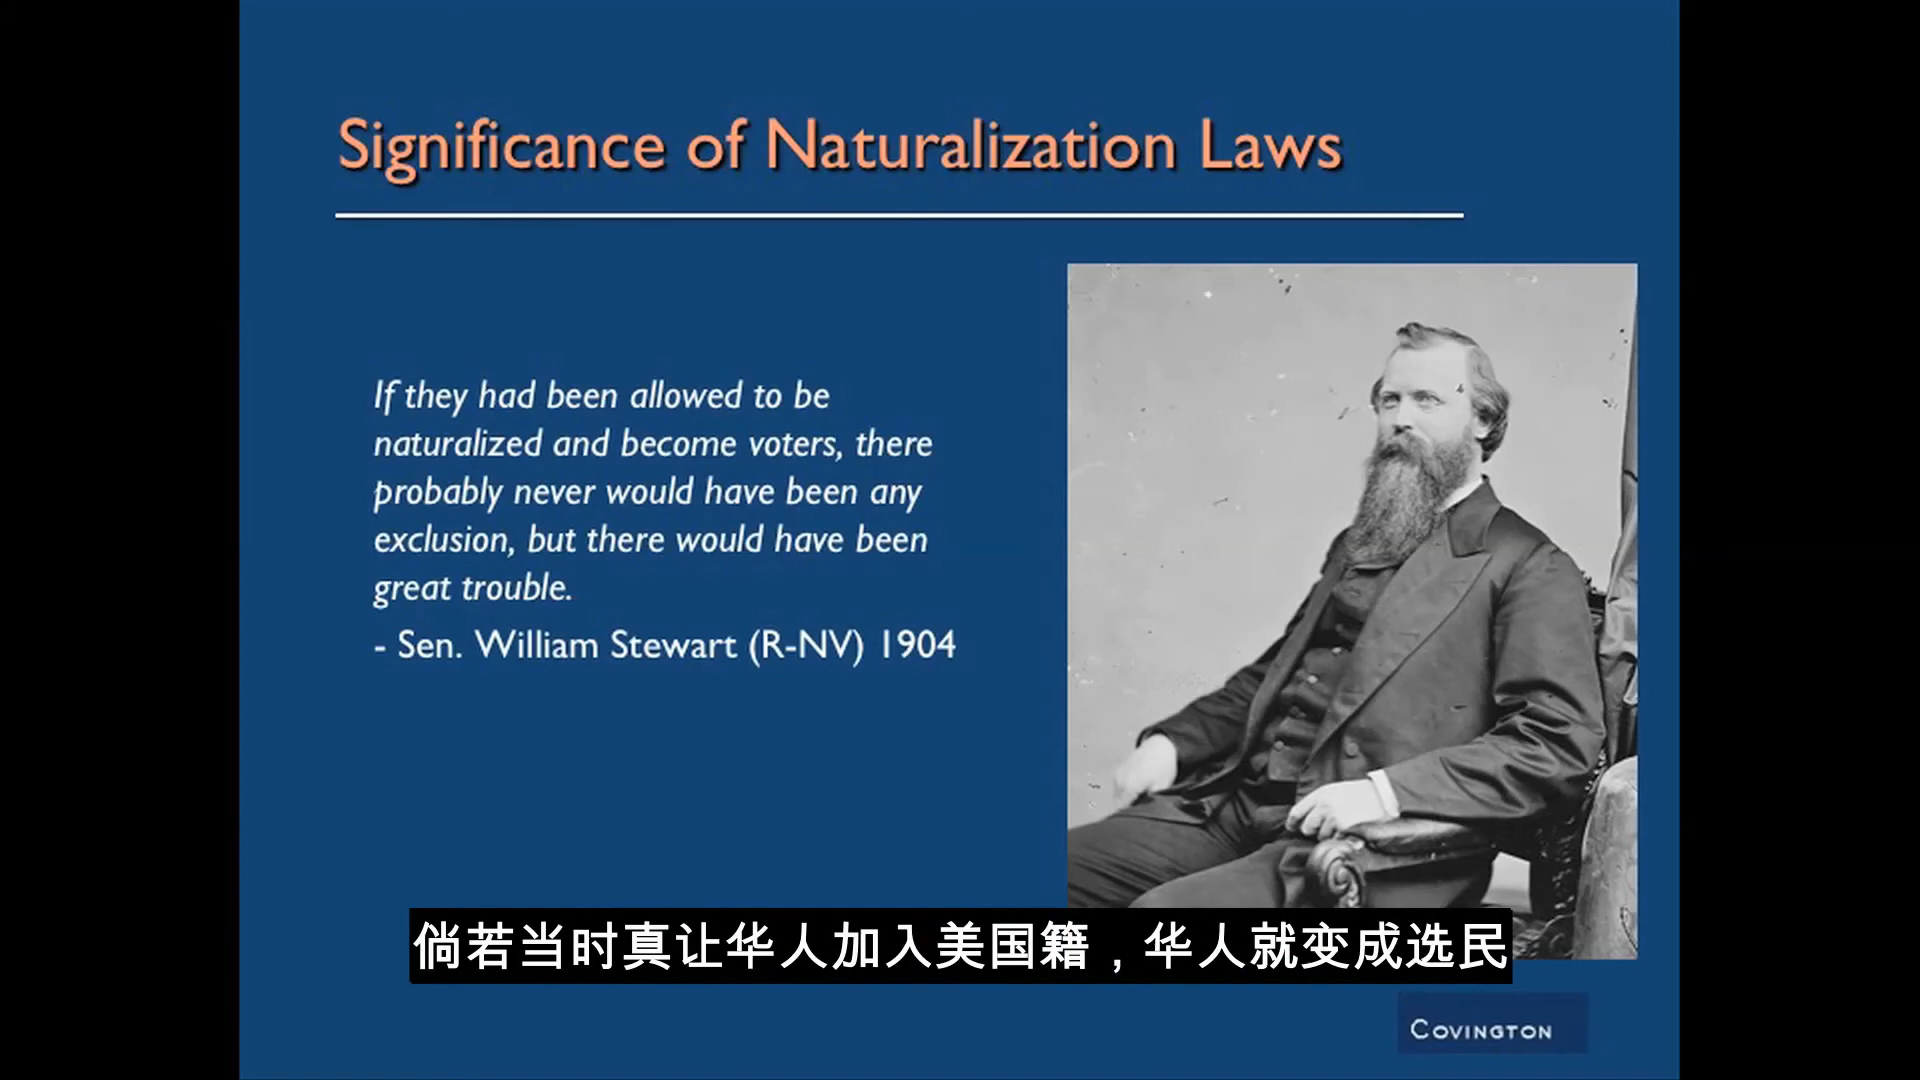 Significance of Naturalization Laws
If they had been allowed to be
naturalized and become voters, there
probably never would have been any
exclusion, but there would have been
great trouble.
- Sen. William Stewart (R-NV) 1904
倘若当时真让华人加入美国籍，华人就变成选民
COVINGTON